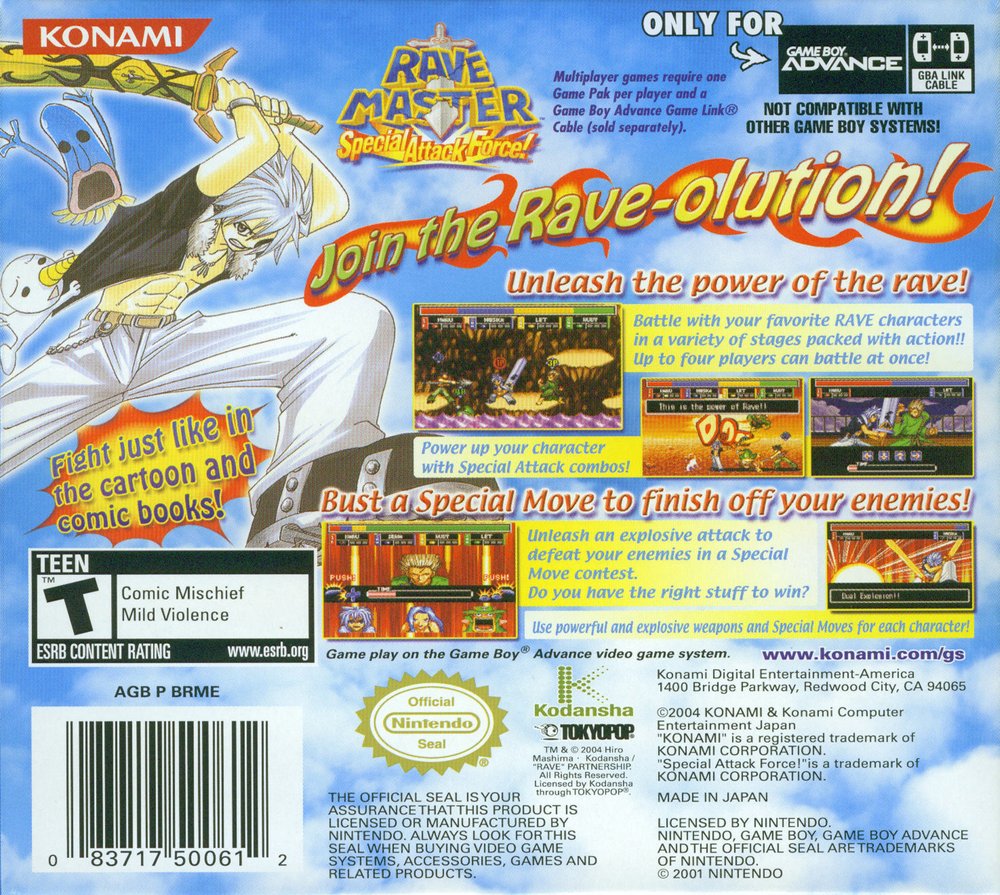 KONAMI
RAVE
MASTER™
Special Attack Force!
Multiplayer games require one
Game Pak per player and a
Game Boy Advance Game Link®
Cable (sold separately).
ONLY FOR
GAME BOY
ADVANCE
GBA LINK
CABLE
NOT COMPATIBLE WITH
OTHER GAME BOY SYSTEMS!
Join the Rave-olution!
Unleash the power of the rave!
HARU MUSICA LET RUBY
Battle with your favorite RAVE characters
in a variety of stages packed with action!!
Up to four players can battle at once!
This is the power of Rave!!
Power up your character
with Special Attack combos!
Fight just like in
the cartoon and
comic books!
Bust a Special Move to finish off your enemies!
PUSH!
TIME
PUSH!
Unleash an explosive attack to
defeat your enemies in a Special
Move contest.
Do you have the right stuff to win?
Dual Explosion!!
Use powerful and explosive weapons and Special Moves for each character!
TEEN
T™
Comic Mischief
Mild Violence
ESRB CONTENT RATING www.esrb.org
Game play on the Game Boy® Advance video game system.
www.konami.com/gs
AGB P BRME
0 83717 50061 2
Official
Nintendo
Seal
®
K
Kodansha
TOKYOPOP
TM & © 2004 Hiro
Mashima · Kodansha /
"RAVE" PARTNERSHIP.
All Rights Reserved.
Licensed by Kodansha
through TOKYOPOP®.
THE OFFICIAL SEAL IS YOUR
ASSURANCE THAT THIS PRODUCT IS
LICENSED OR MANUFACTURED BY
NINTENDO. ALWAYS LOOK FOR THIS
SEAL WHEN BUYING VIDEO GAME
SYSTEMS, ACCESSORIES, GAMES AND
RELATED PRODUCTS.
Konami Digital Entertainment-America
1400 Bridge Parkway, Redwood City, CA 94065
©2004 KONAMI & Konami Computer
Entertainment Japan
"KONAMI" is a registered trademark of
KONAMI CORPORATION.
"Special Attack Force!"is a trademark of
KONAMI CORPORATION.
MADE IN JAPAN
LICENSED BY NINTENDO.
NINTENDO, GAME BOY, GAME BOY ADVANCE
AND THE OFFICIAL SEAL ARE TRADEMARKS
OF NINTENDO.
© 2001 NINTENDO